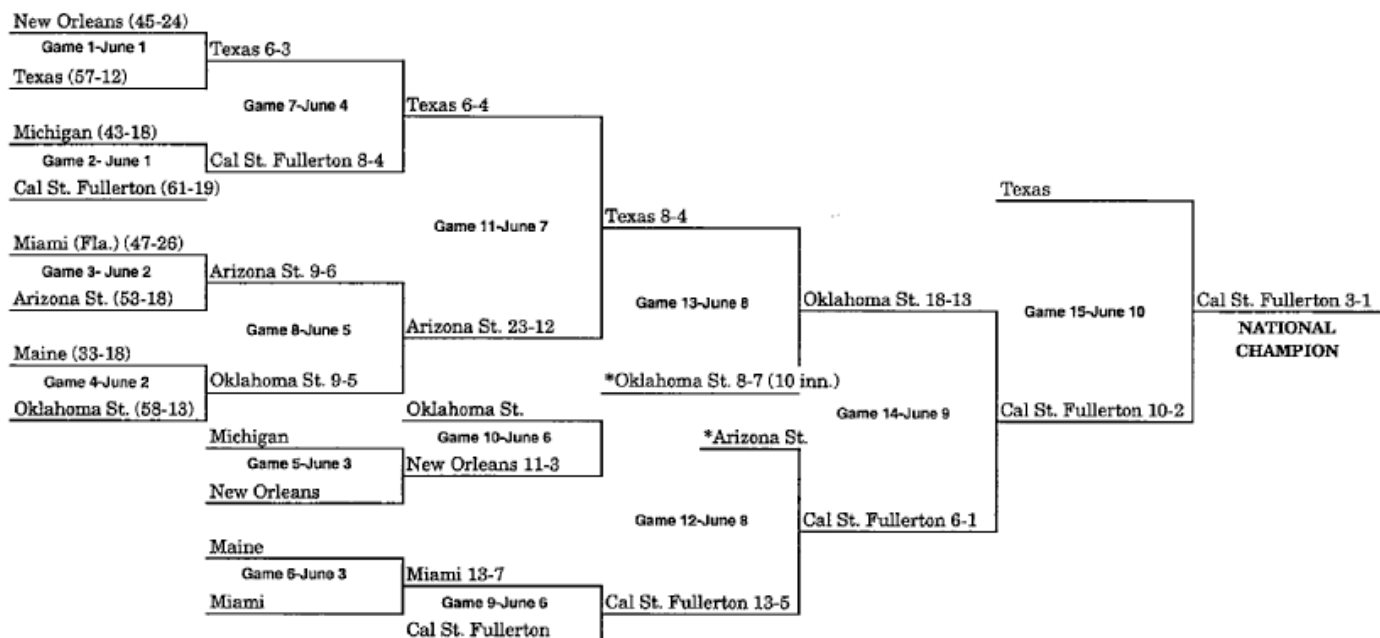 New Orleans (45-24)
Game 1-June 1
Texas (57-12)
Texas 6-3
Game 7-June 4
Texas 6-4
Michigan (43-18)
Game 2- June 1
Cal St. Fullerton (61-19)
Cal St. Fullerton 8-4
Game 11-June 7
Texas 8-4
Miami (Fla.) (47-26)
Game 3- June 2
Arizona St. (53-18)
Arizona St. 9-6
Game 8-June 5
Arizona St. 23-12
Maine (33-18)
Game 4-June 2
Oklahoma St. (58-13)
Oklahoma St. 9-5
Game 13-June 8
Oklahoma St. 18-13
*Oklahoma St. 8-7 (10 inn.)
Oklahoma St.
Game 10-June 6
New Orleans 11-3
Michigan
Game 5-June 3
New Orleans
*Arizona St.
Game 12-June 8
Cal St. Fullerton 6-1
Game 14-June 9
Cal St. Fullerton 10-2
Maine
Game 6-June 3
Miami
Miami 13-7
Game 9-June 6
Cal St. Fullerton
Cal St. Fullerton 13-5
Texas
Game 15-June 10
Cal St. Fullerton 3-1
NATIONAL
CHAMPION